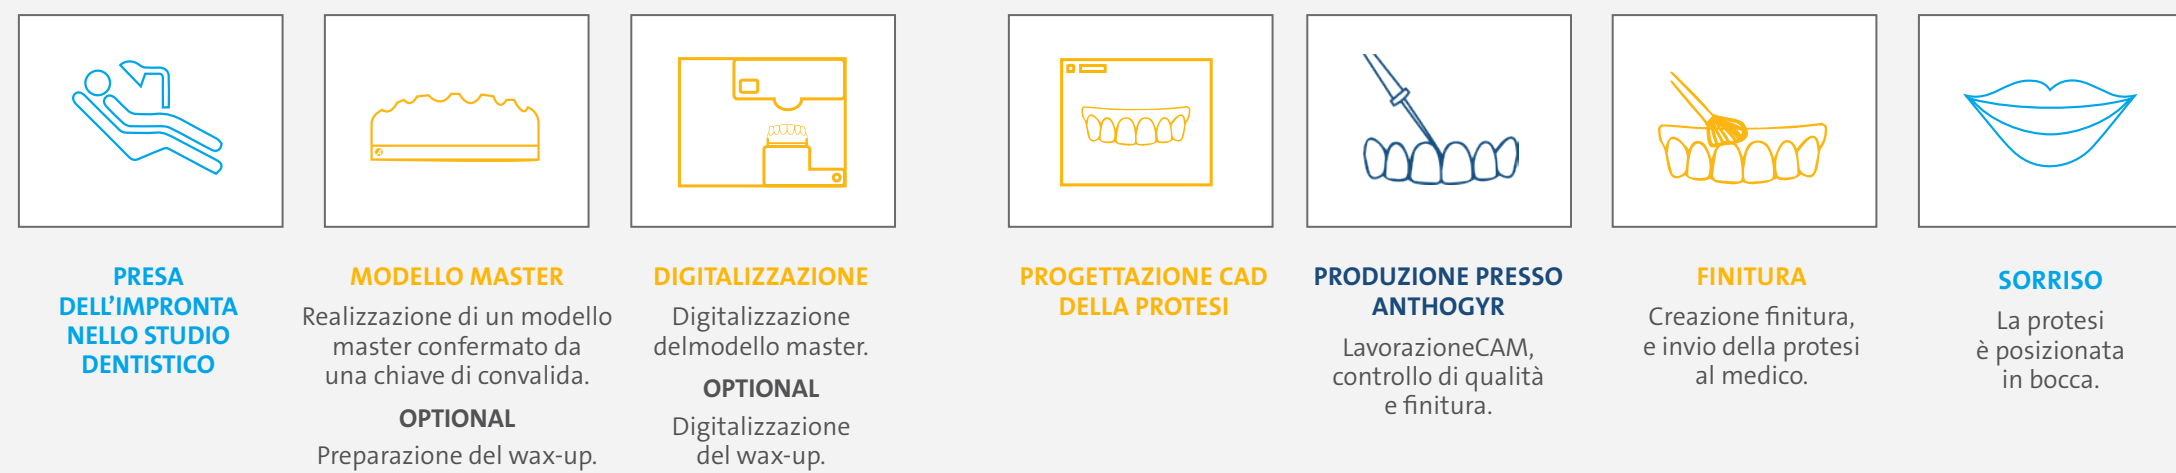 PRESA
DELL’IMPRONTA
NELLO STUDIO
DENTISTICO
MODELLO MASTER
Realizzazione di un modello
master confermato da
una chiave di convalida.
OPTIONAL
Preparazione del wax-up.
DIGITALIZZAZIONE
Digitalizzazione
delmodello master.
OPTIONAL
Digitalizzazione
del wax-up.
PROGETTAZIONE CAD
DELLA PROTESI
PRODUZIONE PRESSO
ANTHOGYR
LavorazioneCAM,
controllo di qualità
e finitura.
FINITURA
Creazione finitura,
e invio della protesi
al medico.
SORRISO
La protesi
è posizionata
in bocca.